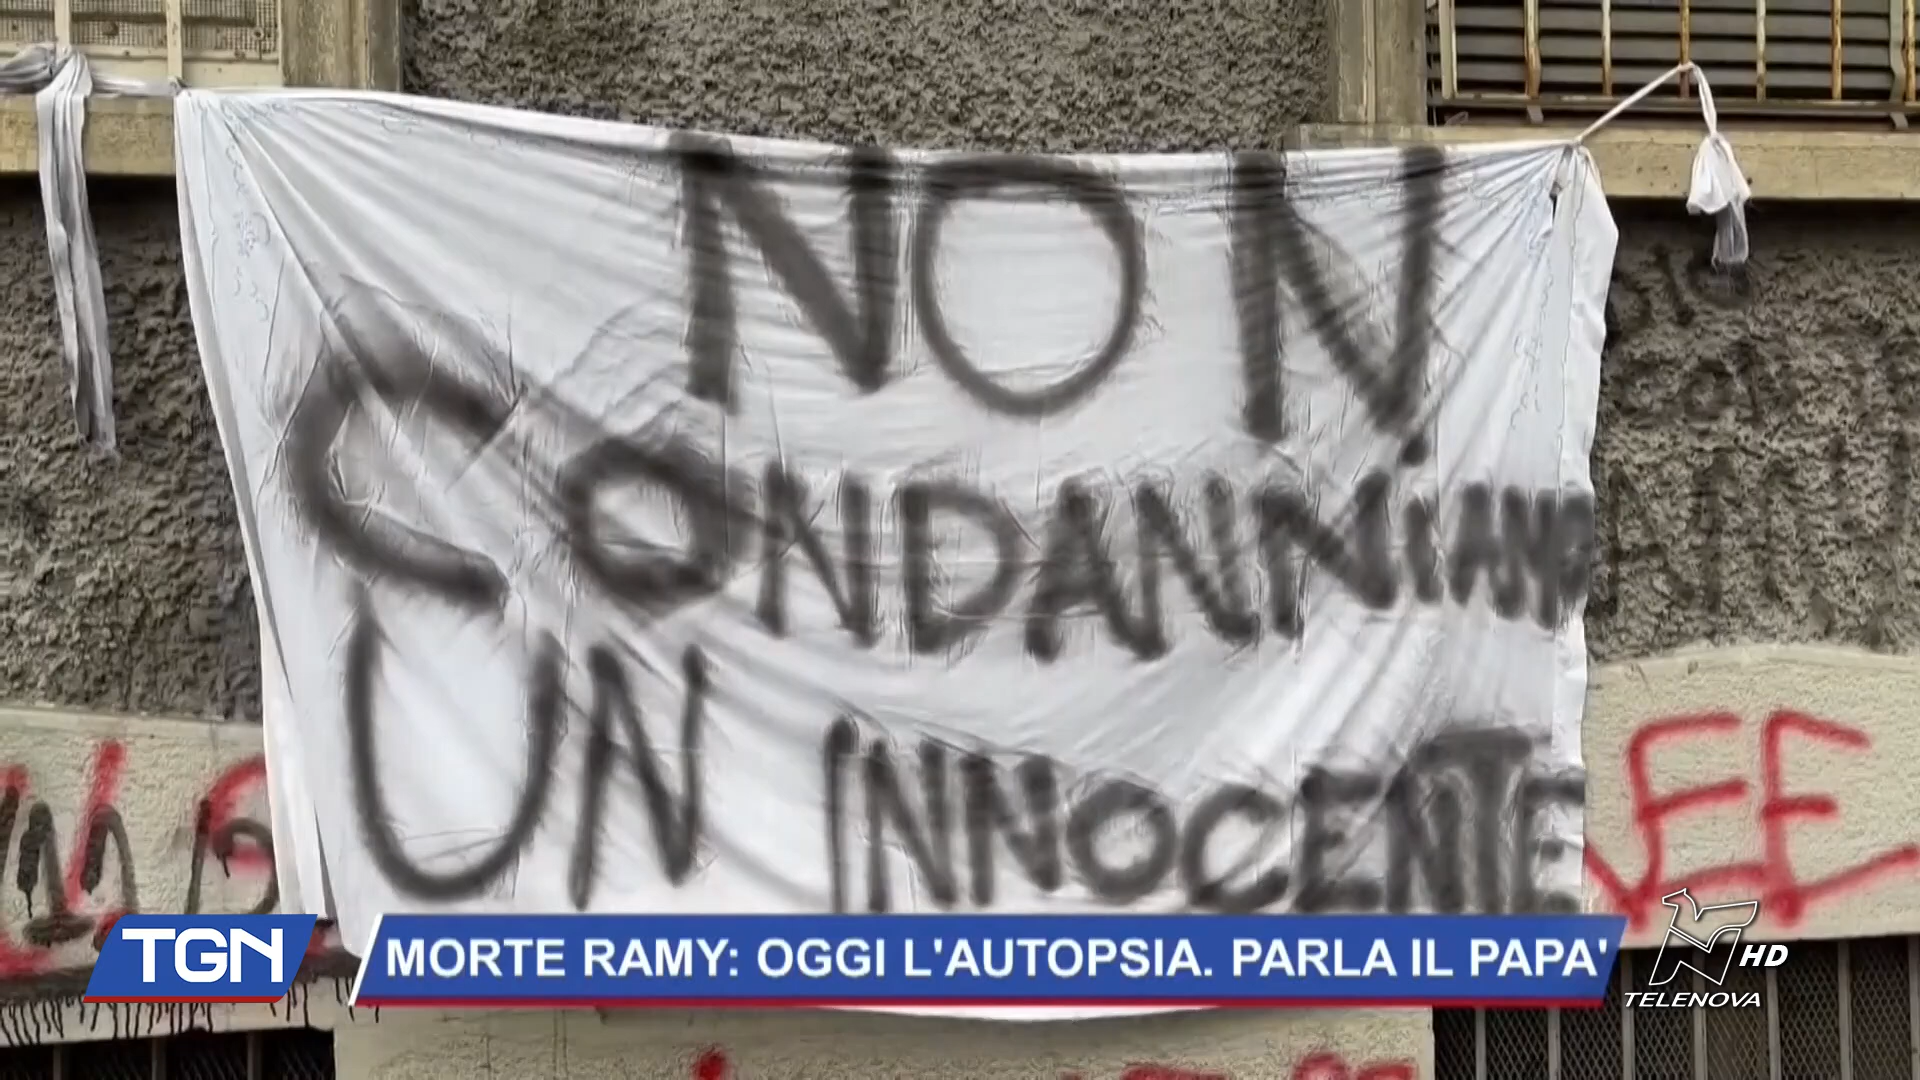 NON
CONDANNiAMO
UN INNOCENTE
TGN
MORTE RAMY: OGGI L'AUTOPSIA. PARLA IL PAPA'
HD
TELENOVA